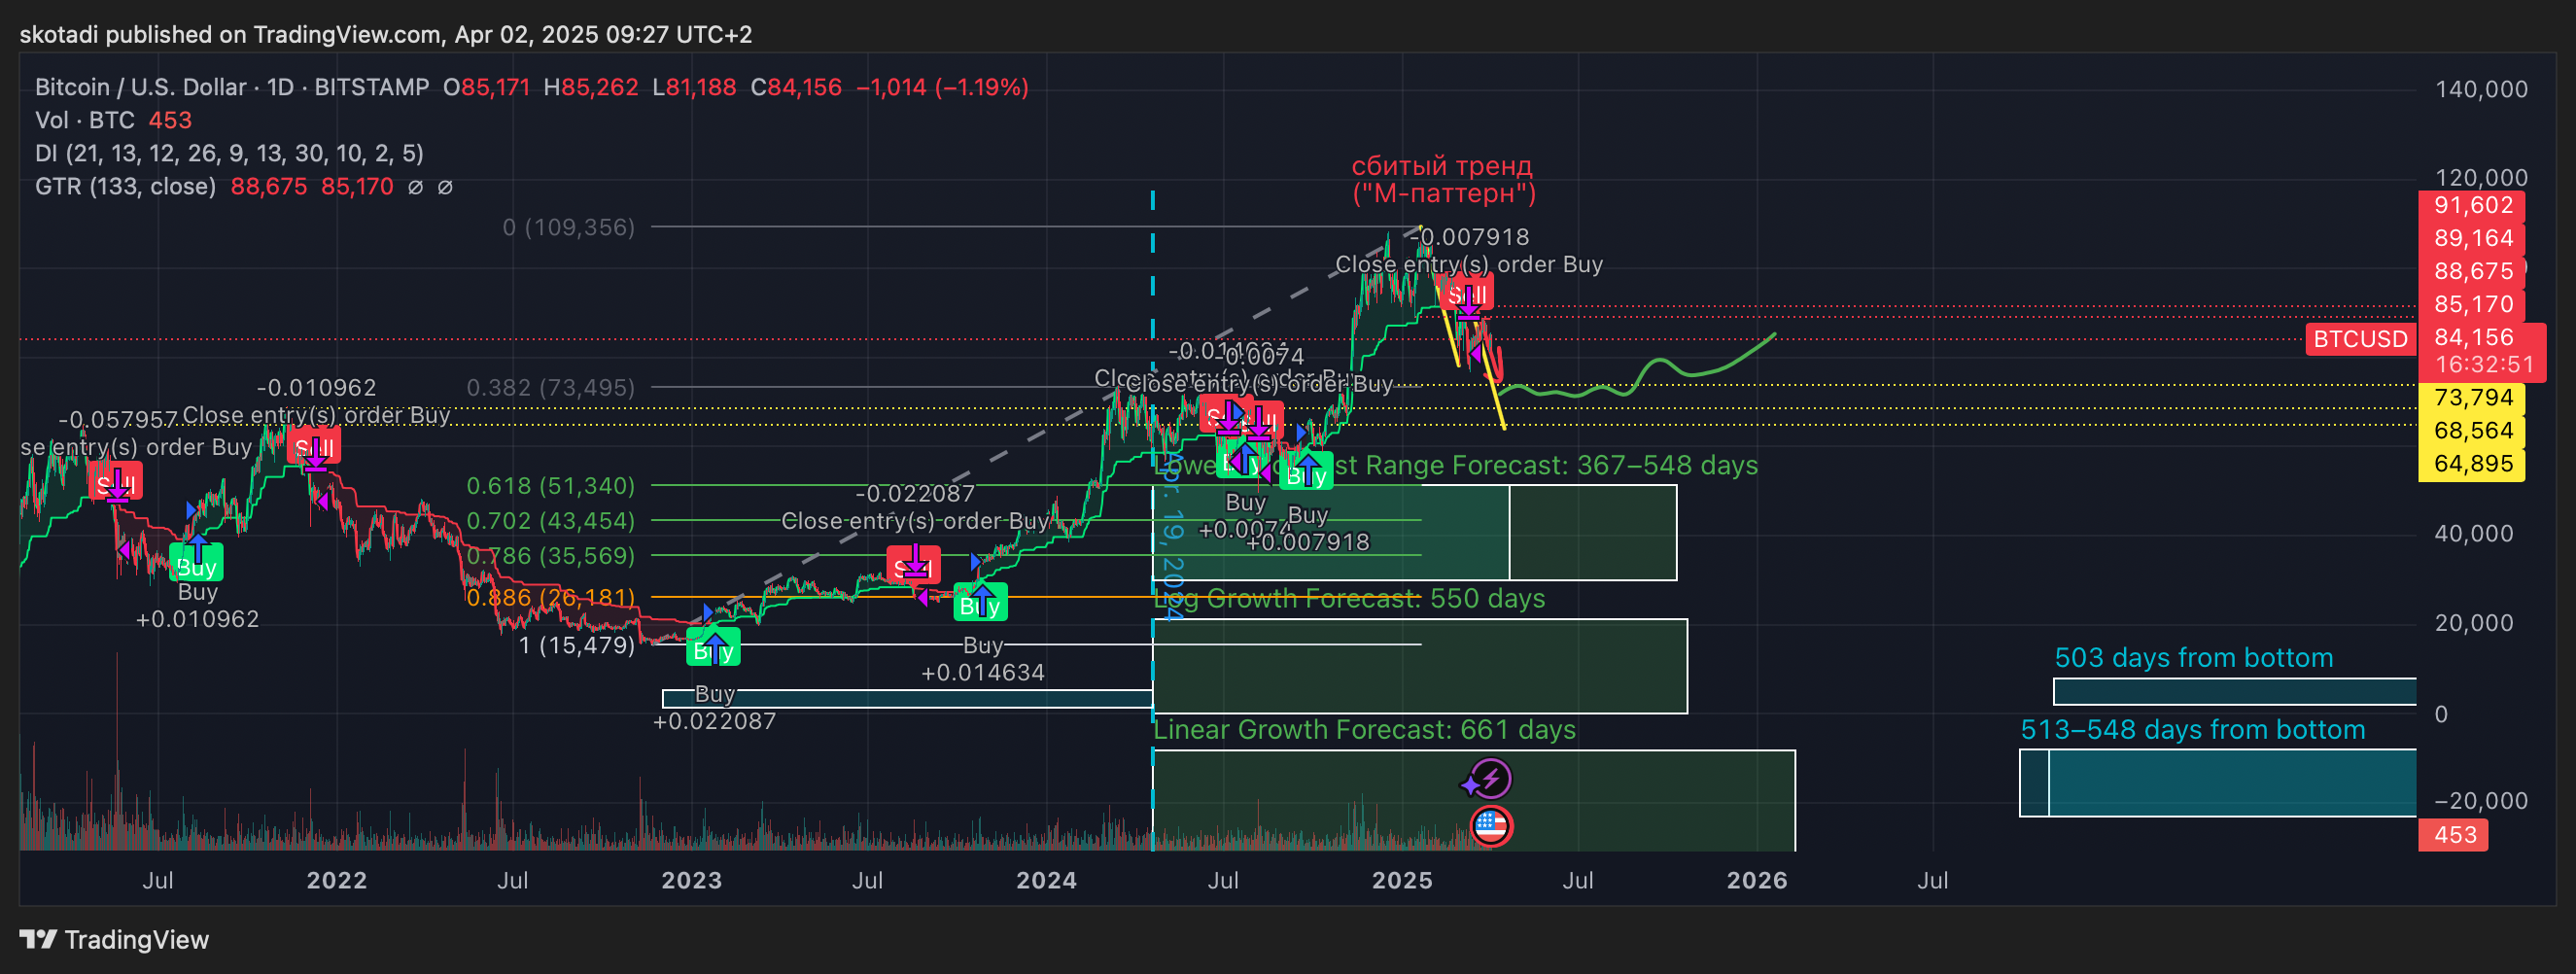 skotadi published on TradingView.com, Apr 02, 2025 09:27 UTC+2
Bitcoin / U.S. Dollar · 1D · BITSTAMP O85,171 H85,262 L81,188 C84,156 −1,014 (−1.19%)
Vol · BTC 453
DI (21, 13, 12, 26, 9, 13, 30, 10, 2, 5)
GTR (133, close) 88,675 85,170 ∅ ∅
сбитый тренд
("М-паттерн")
0 (109,356)
-0.007918
Close entry(s) order Buy
Sell
-0.0074
Close entry(s) order Buy
0.382 (73,495)
-0.010962
Close entry(s) order Buy
Sell
-0.057957
se entry(s) order Buy
Sell
Buy
Buy
+0.010962
0.618 (51,340)
0.702 (43,454)
0.786 (35,569)
0.886 (26,181)
1 (15,479)
-0.022087
Close entry(s) order Buy
Sell
Buy
Buy
+0.014634
Buy
Buy
+0.022087
Buy
Buy
+0.0074
Buy
Buy
+0.007918
st Range Forecast: 367–548 days
Apr. 19, 2024
Log Growth Forecast: 550 days
Linear Growth Forecast: 661 days
503 days from bottom
513–548 days from bottom
140,000
120,000
91,602
89,164
88,675
85,170
BTCUSD 84,156
16:32:51
73,794
68,564
64,895
40,000
20,000
0
−20,000
453
Jul 2022 Jul 2023 Jul 2024 Jul 2025 Jul 2026 Jul
TradingView